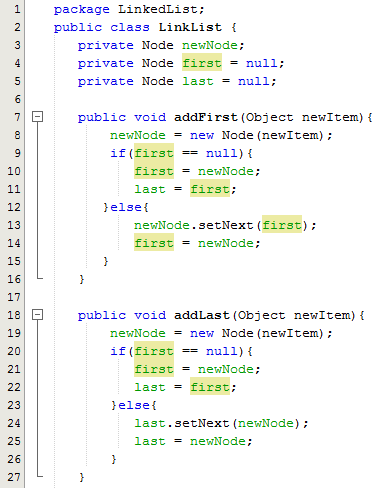 1 package LinkedList;
2 public class LinkList {
3 private Node newNode;
4 private Node first = null;
5 private Node last = null;
6
7 public void addFirst(Object newItem){
8 newNode = new Node(newItem);
9 if(first == null){
10 first = newNode;
11 last = first;
12 }else{
13 newNode.setNext(first);
14 first = newNode;
15 }
16 }
17
18 public void addLast(Object newItem){
19 newNode = new Node(newItem);
20 if(first == null){
21 first = newNode;
22 last = first;
23 }else{
24 last.setNext(newNode);
25 last = newNode;
26 }
27 }